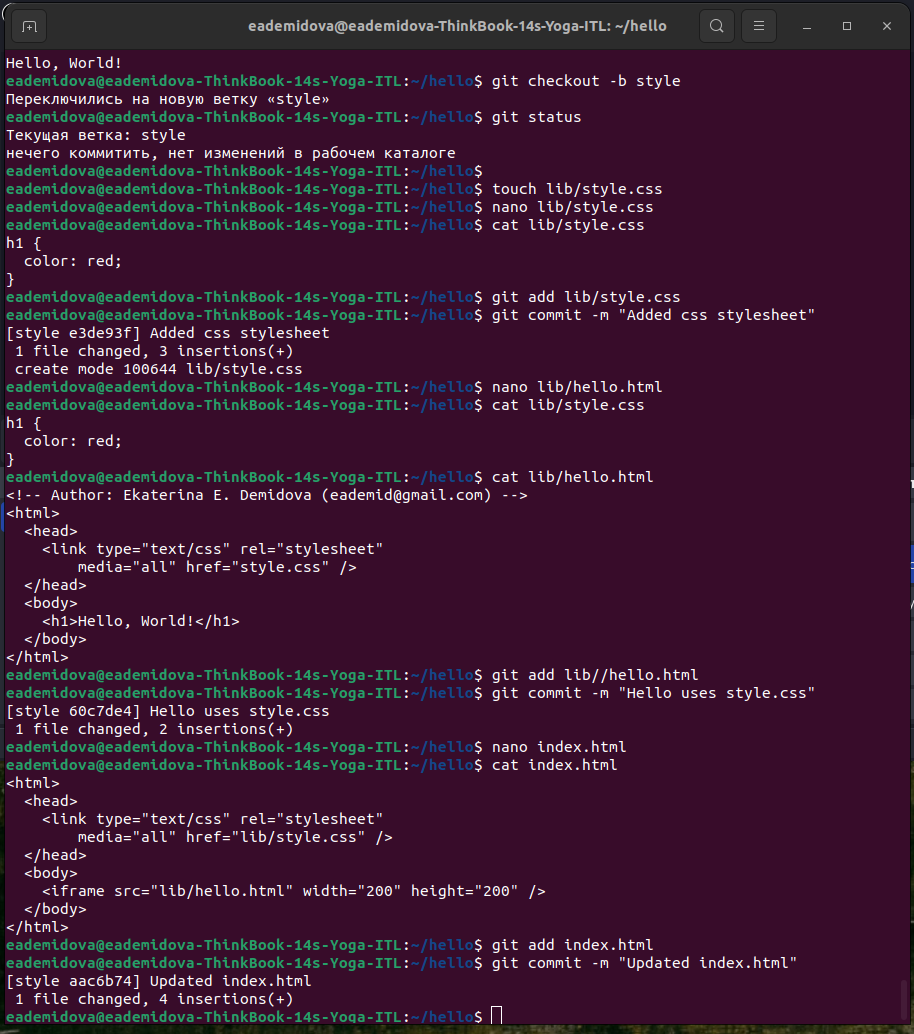 eademidova@eademidova-ThinkBook-14s-Yoga-ITL: ~/hello
Hello, World!
eademidova@eademidova-ThinkBook-14s-Yoga-ITL:~/hello$ git checkout -b style
Переключились на новую ветку «style»
eademidova@eademidova-ThinkBook-14s-Yoga-ITL:~/hello$ git status
Текущая ветка: style
нечего коммитить, нет изменений в рабочем каталоге
eademidova@eademidova-ThinkBook-14s-Yoga-ITL:~/hello$
eademidova@eademidova-ThinkBook-14s-Yoga-ITL:~/hello$ touch lib/style.css
eademidova@eademidova-ThinkBook-14s-Yoga-ITL:~/hello$ nano lib/style.css
eademidova@eademidova-ThinkBook-14s-Yoga-ITL:~/hello$ cat lib/style.css
h1 {
  color: red;
}
eademidova@eademidova-ThinkBook-14s-Yoga-ITL:~/hello$ git add lib/style.css
eademidova@eademidova-ThinkBook-14s-Yoga-ITL:~/hello$ git commit -m "Added css stylesheet"
[style e3de93f] Added css stylesheet
 1 file changed, 3 insertions(+)
 create mode 100644 lib/style.css
eademidova@eademidova-ThinkBook-14s-Yoga-ITL:~/hello$ nano lib/hello.html
eademidova@eademidova-ThinkBook-14s-Yoga-ITL:~/hello$ cat lib/style.css
h1 {
  color: red;
}
eademidova@eademidova-ThinkBook-14s-Yoga-ITL:~/hello$ cat lib/hello.html
<!-- Author: Ekaterina E. Demidova (eademid@gmail.com) -->
<html>
  <head>
    <link type="text/css" rel="stylesheet"
        media="all" href="style.css" />
  </head>
  <body>
    <h1>Hello, World!</h1>
  </body>
</html>
eademidova@eademidova-ThinkBook-14s-Yoga-ITL:~/hello$ git add lib//hello.html
eademidova@eademidova-ThinkBook-14s-Yoga-ITL:~/hello$ git commit -m "Hello uses style.css"
[style 60c7de4] Hello uses style.css
 1 file changed, 2 insertions(+)
eademidova@eademidova-ThinkBook-14s-Yoga-ITL:~/hello$ nano index.html
eademidova@eademidova-ThinkBook-14s-Yoga-ITL:~/hello$ cat index.html
<html>
  <head>
    <link type="text/css" rel="stylesheet"
        media="all" href="lib/style.css" />
  </head>
  <body>
    <iframe src="lib/hello.html" width="200" height="200" />
  </body>
</html>
eademidova@eademidova-ThinkBook-14s-Yoga-ITL:~/hello$ git add index.html
eademidova@eademidova-ThinkBook-14s-Yoga-ITL:~/hello$ git commit -m "Updated index.html"
[style aac6b74] Updated index.html
 1 file changed, 4 insertions(+)
eademidova@eademidova-ThinkBook-14s-Yoga-ITL:~/hello$